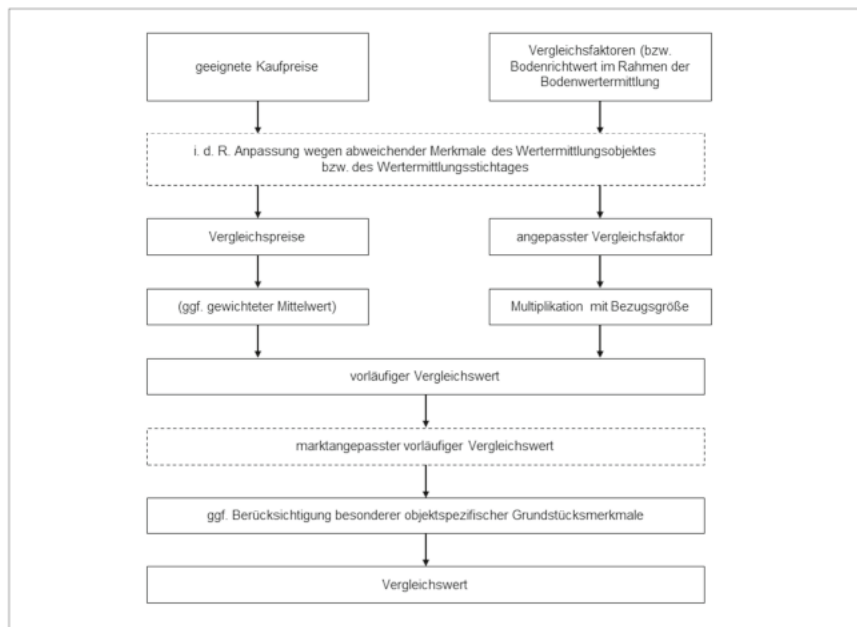 geeignete Kaufpreise
Vergleichsfaktoren (bzw.
Bodenrichtwert im Rahmen der
Bodenwertermittlung
i. d. R. Anpassung wegen abweichender Merkmale des Wertermittlungsobjektes
bzw. des Wertermittlungsstichtages
Vergleichspreise
angepasster Vergleichsfaktor
(ggf. gewichteter Mittelwert)
Multiplikation mit Bezugsgröße
vorläufiger Vergleichswert
marktangepasster vorläufiger Vergleichswert
ggf. Berücksichtigung besonderer objektspezifischer Grundstücksmerkmale
Vergleichswert